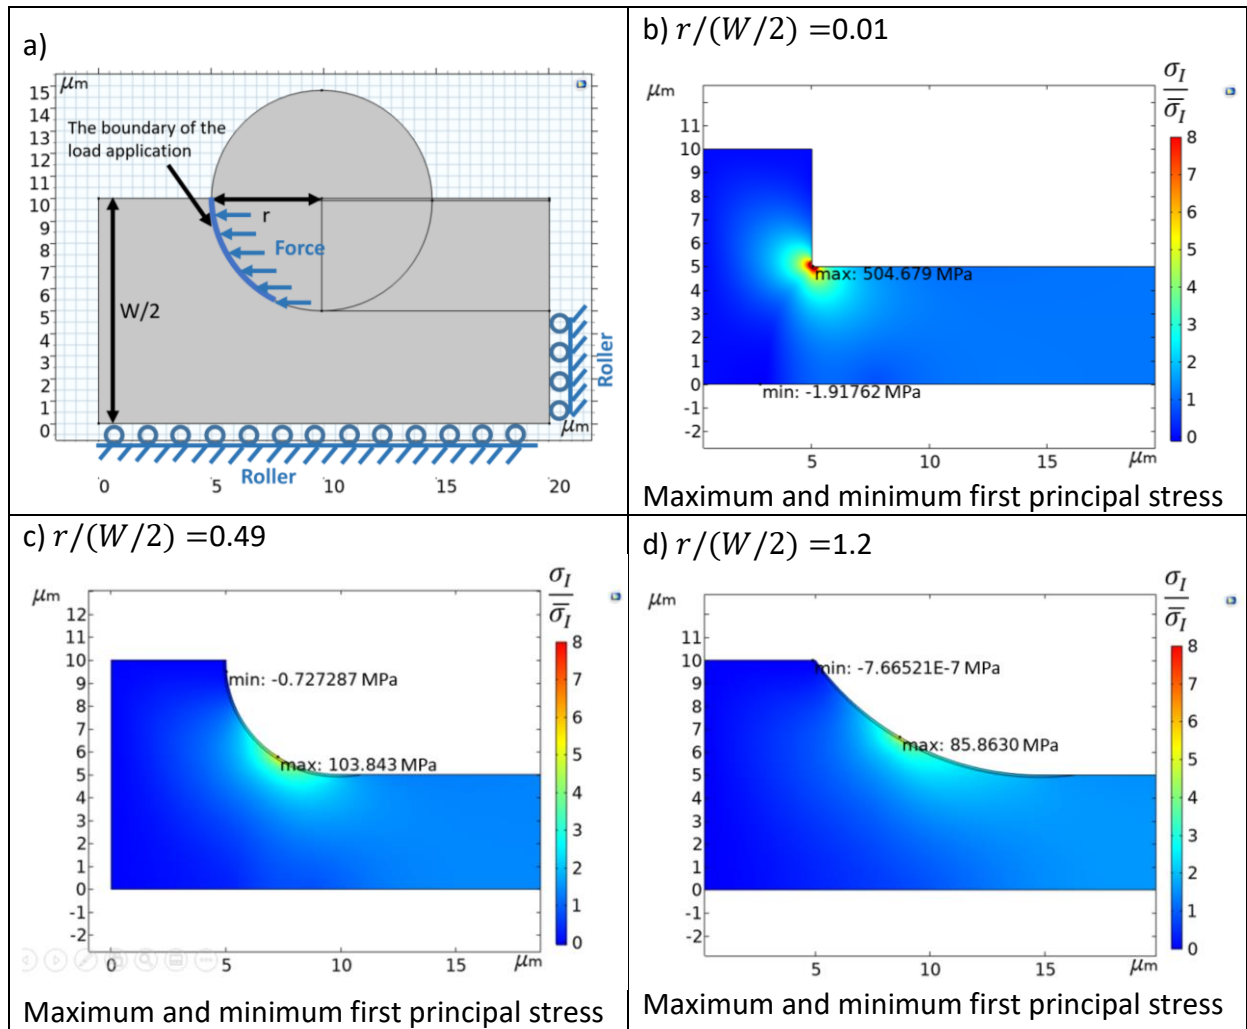 a)
μm
15
14
13
12
11
10
9
8
7
6
5
4
3
2
1
0
The boundary of the
load application
r
Force
W/2
Roller
μm
Roller
0 5 10 15 20
b) r/(W/2) =0.01
μm
σ_I
σ̅_I
11
10
9
8
7
6
5
4
3
2
1
0
-1
-2
max: 504.679 MPa
min: -1.91762 MPa
8
7
6
5
4
3
2
1
0
5 10 15 μm
Maximum and minimum first principal stress
c) r/(W/2) =0.49
μm
σ_I
σ̅_I
12
11
10
9
8
7
6
5
4
3
2
1
0
-1
-2
min: -0.727287 MPa
max: 103.843 MPa
8
7
6
5
4
3
2
1
0
0 5 10 15 μm
Maximum and minimum first principal stress
d) r/(W/2) =1.2
μm
σ_I
σ̅_I
11
10
9
8
7
6
5
4
3
2
1
0
-1
-2
min: -7.66521E-7 MPa
max: 85.8630 MPa
8
7
6
5
4
3
2
1
0
5 10 15 μm
Maximum and minimum first principal stress